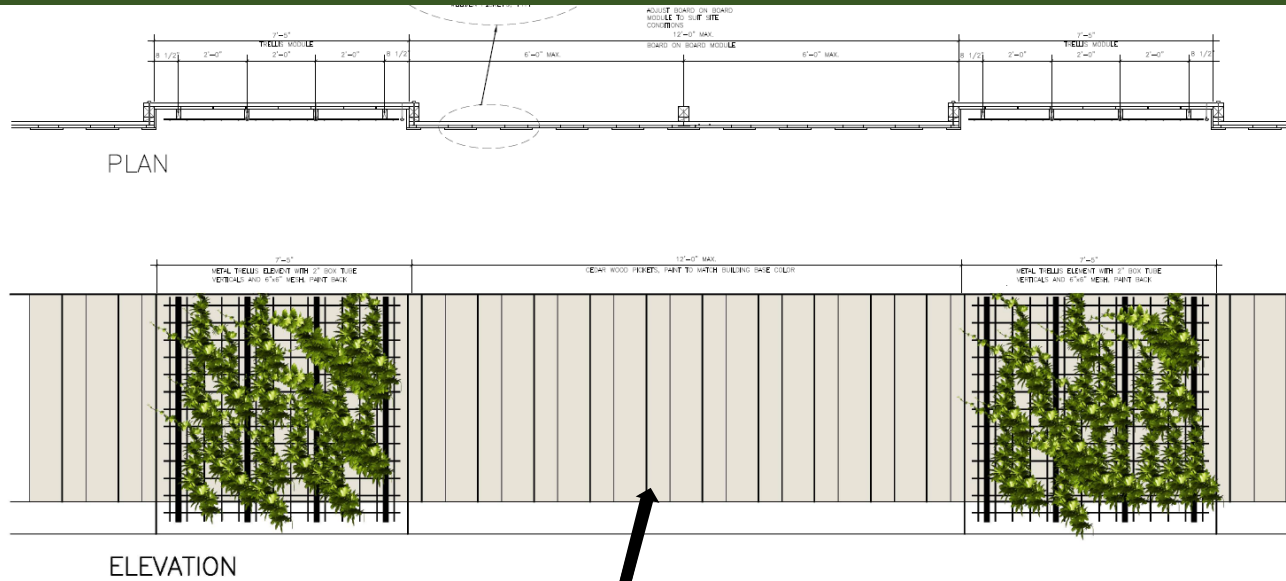 ADJUST BOARD ON BOARD
MODULE TO SUIT SITE
CONDITIONS
7'-5"
12'-0" MAX.
7'-5"
TRELLIS MODULE
BOARD ON BOARD MODULE
TRELLIS MODULE
8 1/2" 2'-0" 2'-0" 2'-0" 8 1/2" 6'-0" MAX. 6'-0" MAX. 8 1/2" 2'-0" 2'-0" 2'-0" 8 1/2"
PLAN
7'-5"
12'-0" MAX.
7'-5"
METAL TRELLIS ELEMENT WITH 2" BOX TUBE
VERTICALS AND 6"x6" MESH, PAINT BACK
CEDAR WOOD PICKETS, PAINT TO MATCH BUILDING BASE COLOR
METAL TRELLIS ELEMENT WITH 2" BOX TUBE
VERTICALS AND 6"x6" MESH, PAINT BACK
ELEVATION